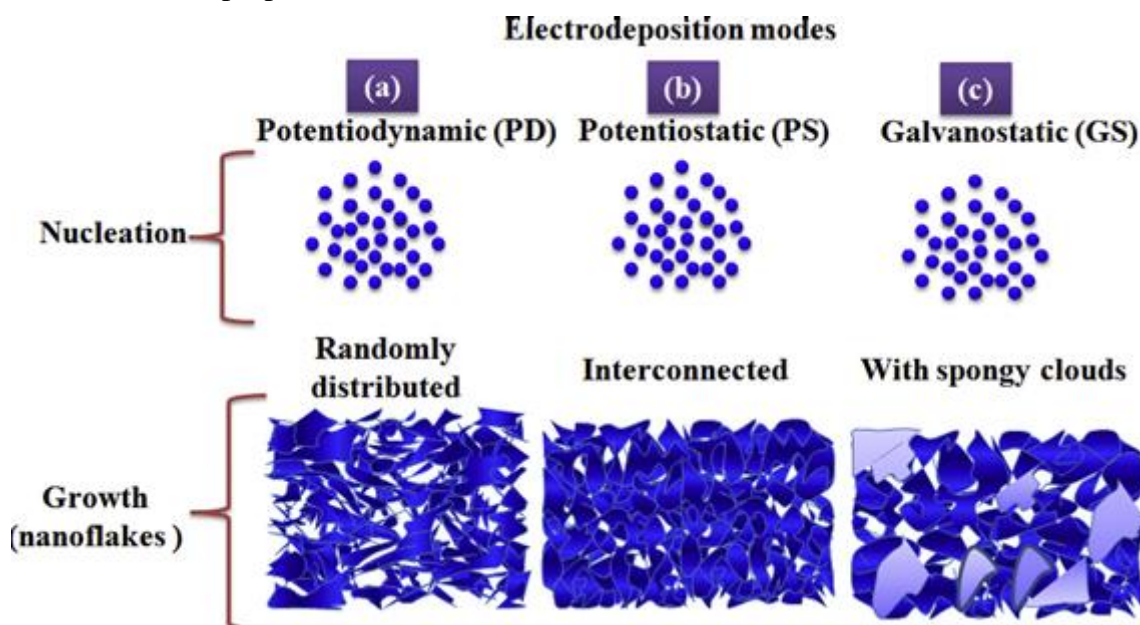 Electrodeposition modes
(a)
(b)
(c)
Potentiodynamic (PD)
Potentiostatic (PS)
Galvanostatic (GS)
Nucleation
Randomly
distributed
Interconnected
With spongy clouds
Growth
(nanoflakes )